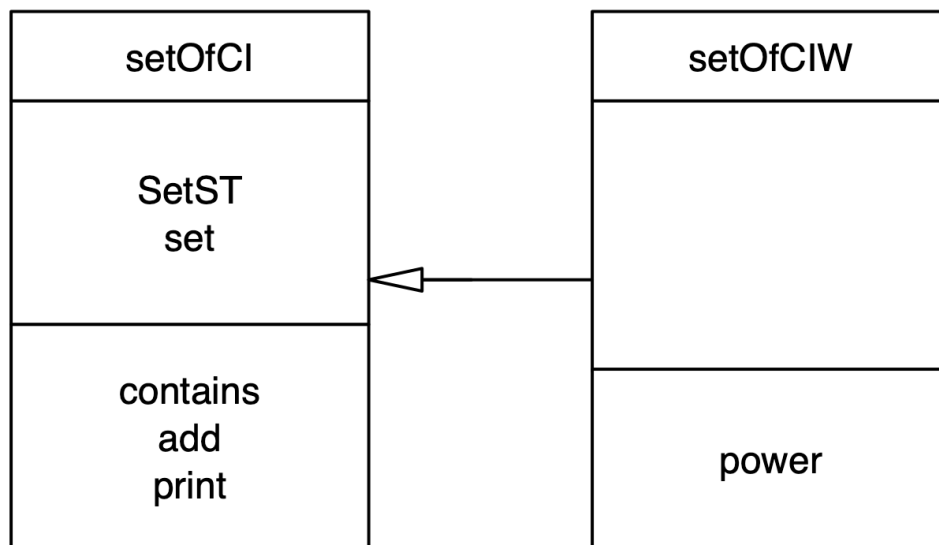 setOfCI
SetST
set
contains
add
print
setOfCIW
power